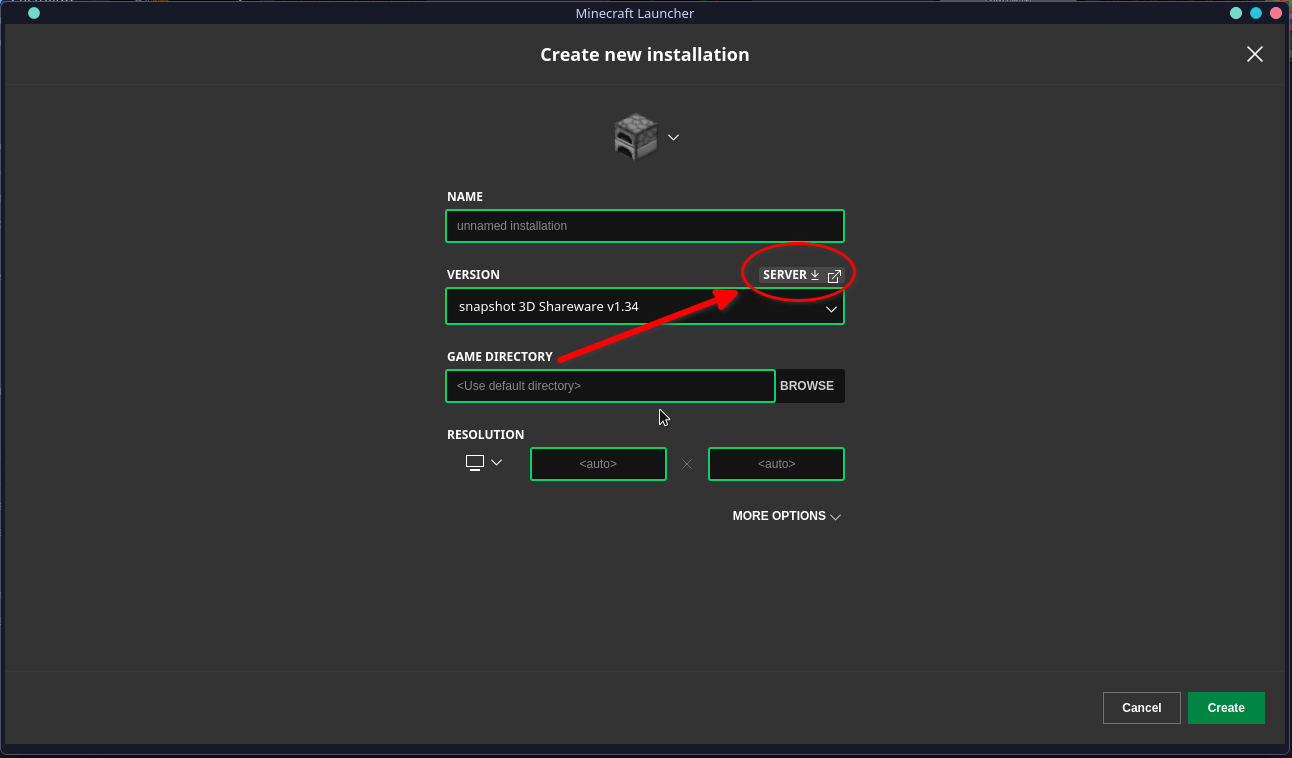 Minecraft Launcher
Create new installation
NAME
unnamed installation
VERSION
SERVER
snapshot 3D Shareware v1.34
GAME DIRECTORY
<Use default directory>
BROWSE
RESOLUTION
<auto>
<auto>
MORE OPTIONS
Cancel
Create